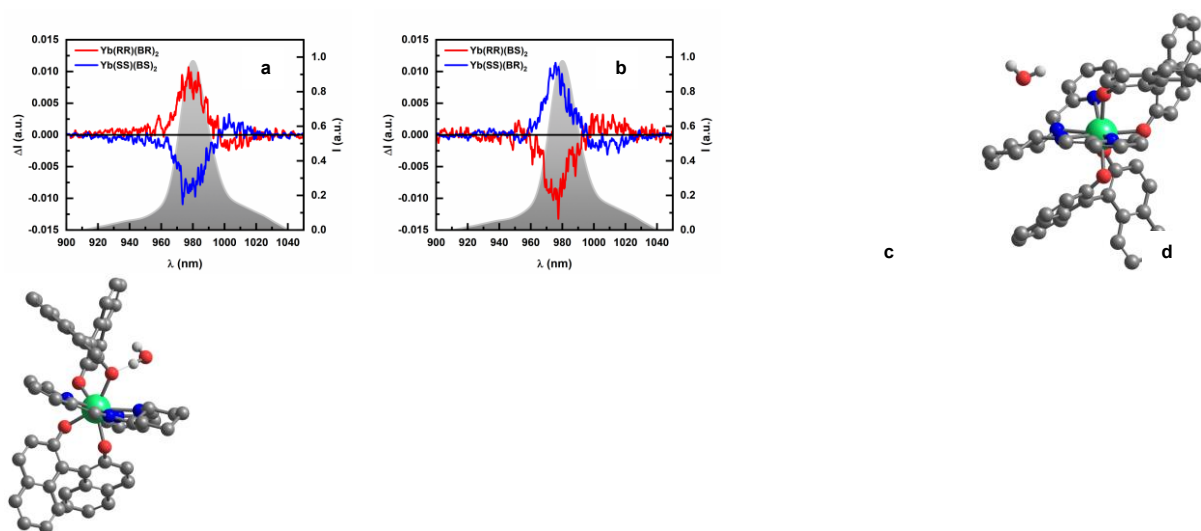 Yb(RR)(BR)2
Yb(SS)(BS)2
a
0.015
0.010
0.005
0.000
-0.005
-0.010
-0.015
ΔI (a.u.)
1.0
0.8
0.6
0.4
0.2
0.0
I (a.u.)
900 920 940 960 980 1000 1020 1040
λ (nm)
Yb(RR)(BS)2
Yb(SS)(BR)2
b
0.015
0.010
0.005
0.000
-0.005
-0.010
-0.015
ΔI (a.u.)
1.0
0.8
0.6
0.4
0.2
0.0
I (a.u.)
900 920 940 960 980 1000 1020 1040
λ (nm)
c
d